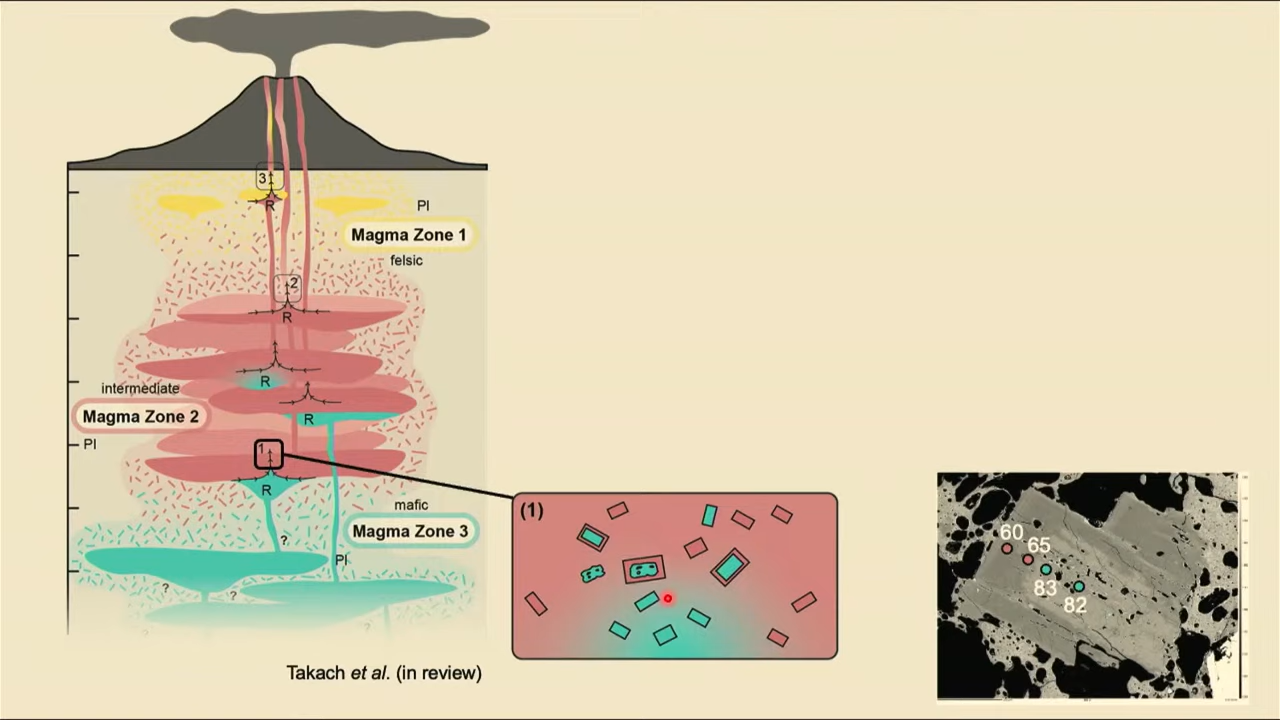 3
R
Pl
Magma Zone 1
felsic
2
R
R
intermediate
Magma Zone 2
R
Pl
1
R
mafic
Magma Zone 3
?
Pl
?
?
?
Takach et al. (in review)
(1)
60
65
83
82